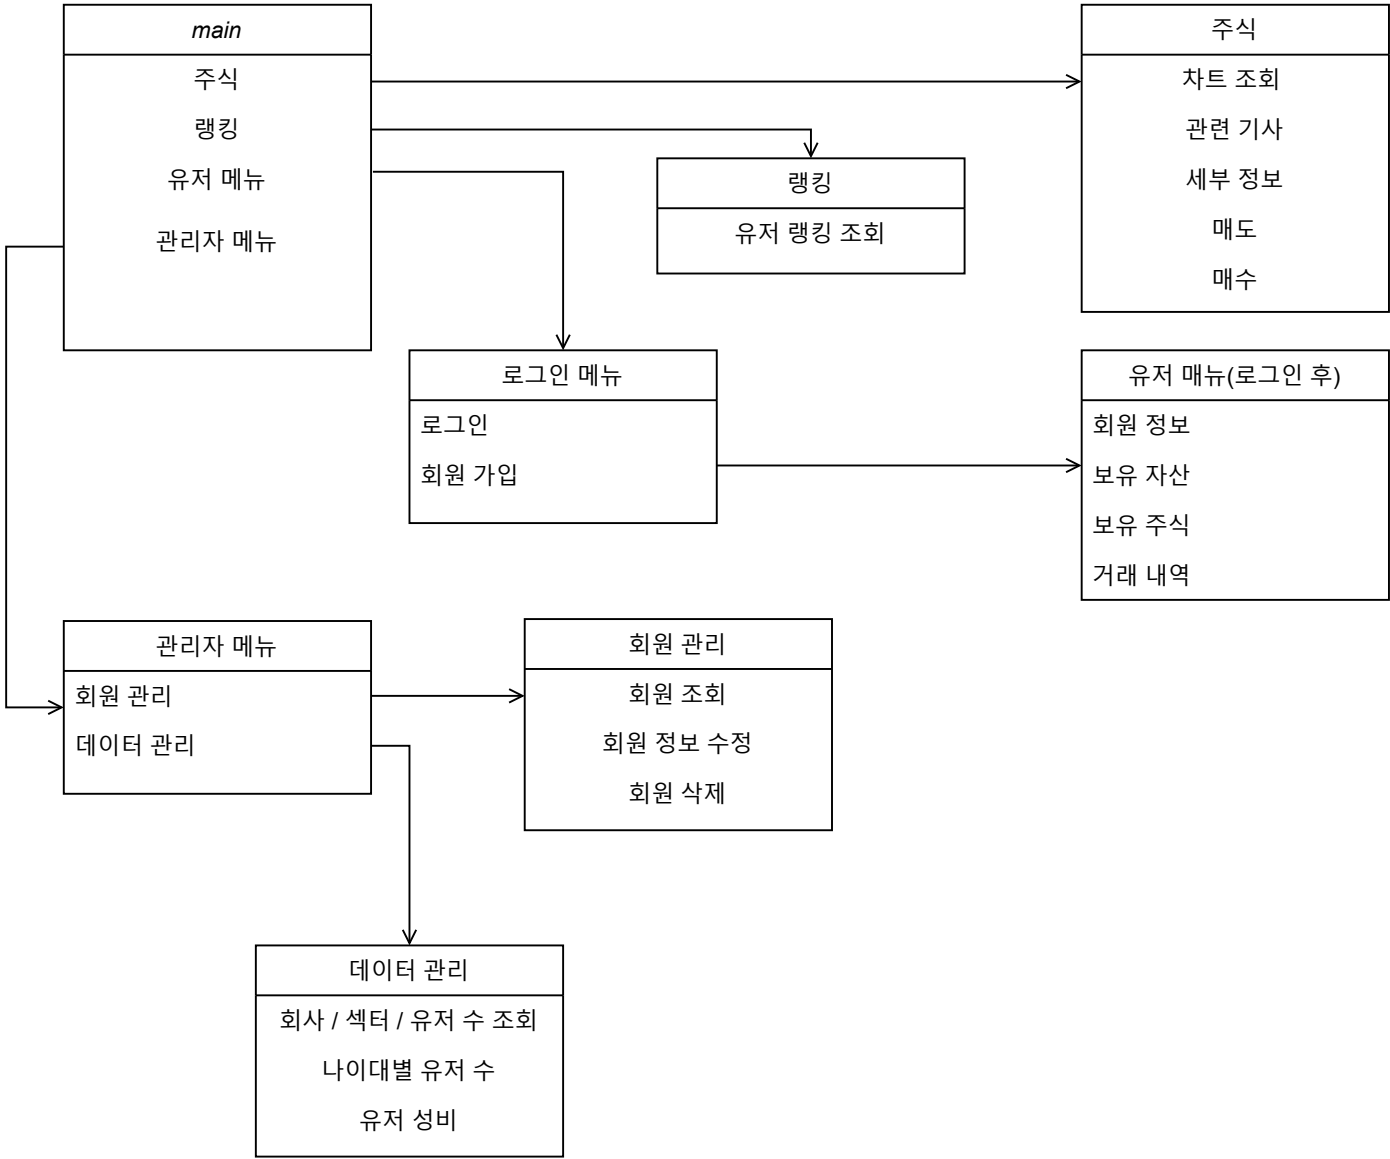 main
주식
랭킹
유저 메뉴
관리자 메뉴
주식
차트 조회
관련 기사
세부 정보
매도
매수
랭킹
유저 랭킹 조회
로그인 메뉴
로그인
회원 가입
유저 매뉴(로그인 후)
회원 정보
보유 자산
보유 주식
거래 내역
관리자 메뉴
회원 관리
데이터 관리
회원 관리
회원 조회
회원 정보 수정
회원 삭제
데이터 관리
회사 / 섹터 / 유저 수 조회
나이대별 유저 수
유저 성비